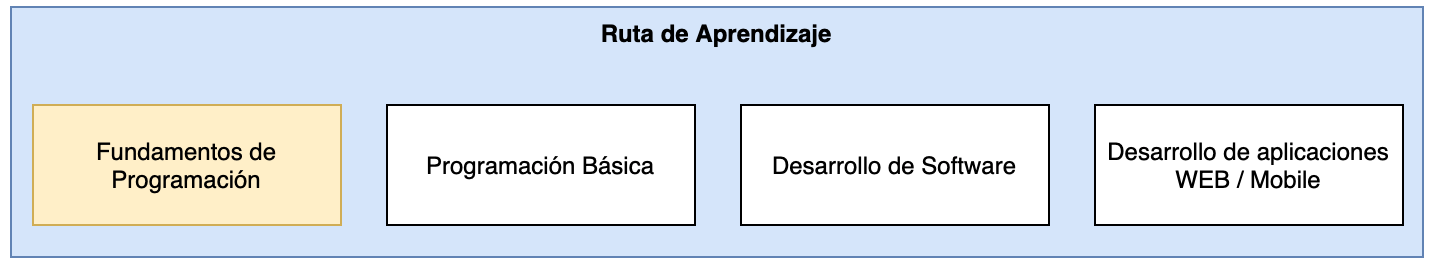 Ruta de Aprendizaje
Fundamentos de
Programación
Programación Básica
Desarrollo de Software
Desarrollo de aplicaciones
WEB / Mobile